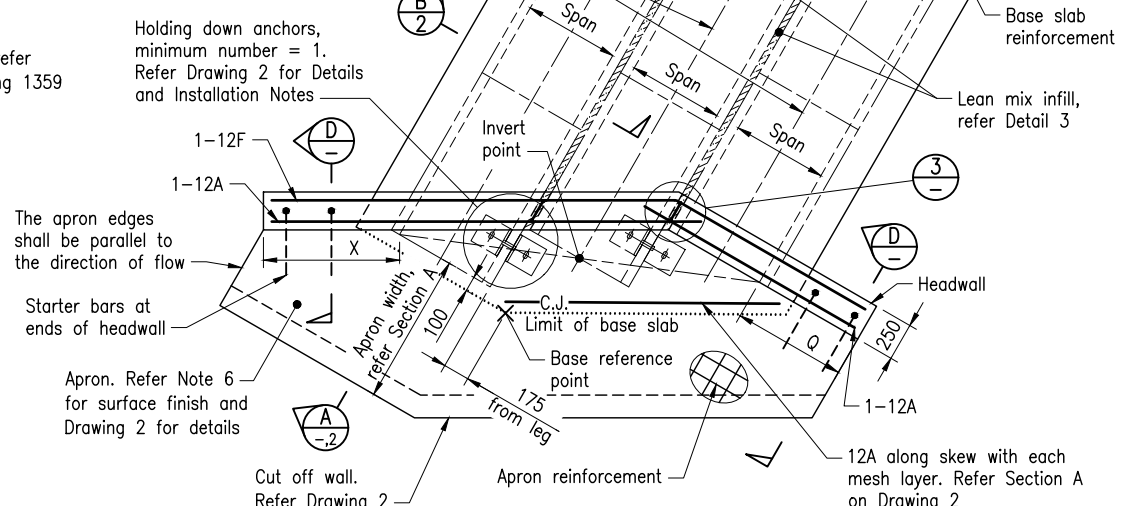 Holding down anchors,
minimum number = 1.
Refer Drawing 2 for Details
and Installation Notes
efer
g 1359
B
2
Span
Span
Span
Base slab
reinforcement
Lean mix infill,
refer Detail 3
Invert
point
1-12F
D
–
1-12A
3
–
The apron edges
shall be parallel to
the direction of flow
X
D
–
Headwall
Starter bars at
ends of headwall
Apron width,
refer Section A
100
C.J.
Limit of base slab
Q
250
Base reference
point
175
from leg
Apron. Refer Note 6
for surface finish and
Drawing 2 for details
1-12A
A
–,2
Cut off wall.
Refer Drawing 2
Apron reinforcement
12A along skew with each
mesh layer. Refer Section A
on Drawing 2